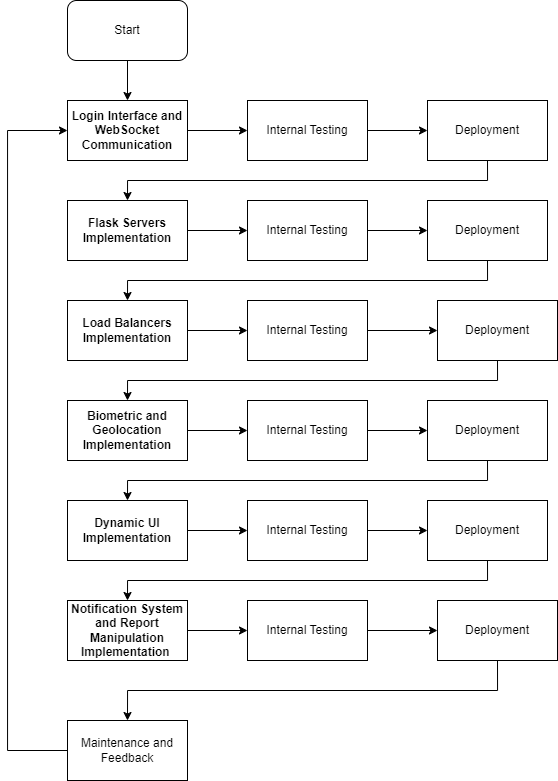 Start
Login Interface and
WebSocket
Communication
Internal Testing
Deployment
Flask Servers
Implementation
Internal Testing
Deployment
Load Balancers
Implementation
Internal Testing
Deployment
Biometric and
Geolocation
Implementation
Internal Testing
Deployment
Dynamic UI
Implementation
Internal Testing
Deployment
Notification System
and Report
Manipulation
Implementation
Internal Testing
Deployment
Maintenance and
Feedback